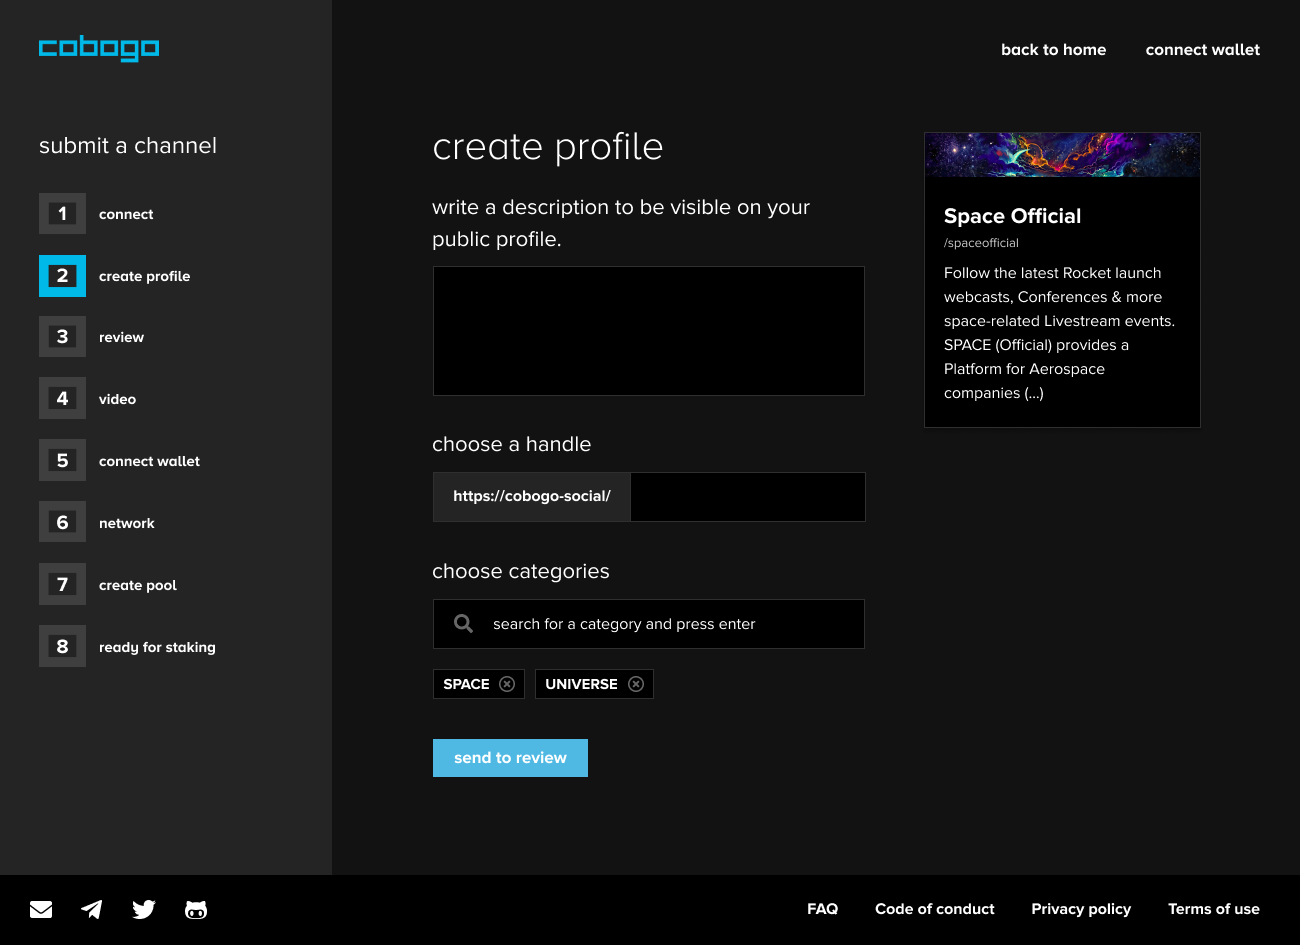 cobogo
back to home
connect wallet
submit a channel
1
connect
2
create profile
3
review
4
video
5
connect wallet
6
network
7
create pool
8
ready for staking
create profile
write a description to be visible on your
public profile.
choose a handle
https://cobogo-social/
choose categories
search for a category and press enter
SPACE
UNIVERSE
send to review
Space Official
/spaceofficial
Follow the latest Rocket launch
webcasts, Conferences & more
space-related Livestream events.
SPACE (Official) provides a
Platform for Aerospace
companies (...)
FAQ
Code of conduct
Privacy policy
Terms of use